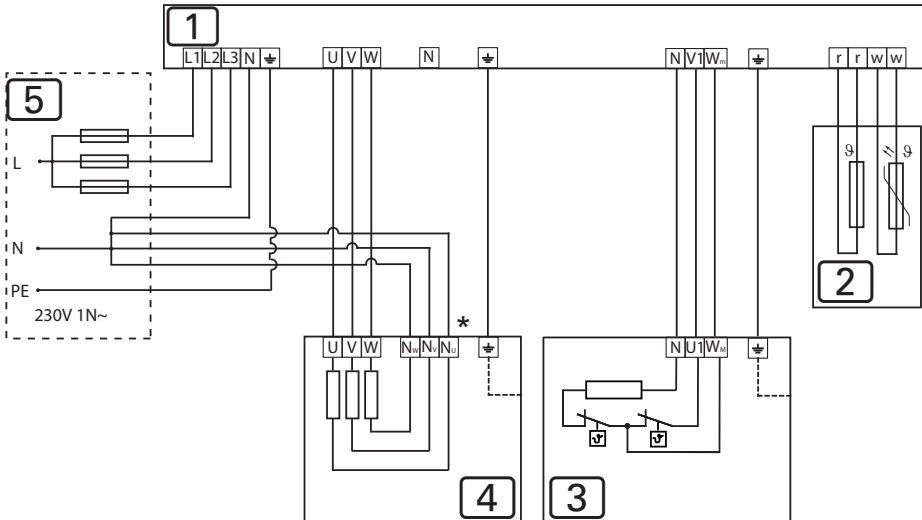 1
L1 L2 L3 N U V W N N V1 Wm r r w w
5
L
ϑ ϑ
N
2
PE
230V 1N~
*
U V W NW NV NU N U1 WM
ϑ ϑ
4 3